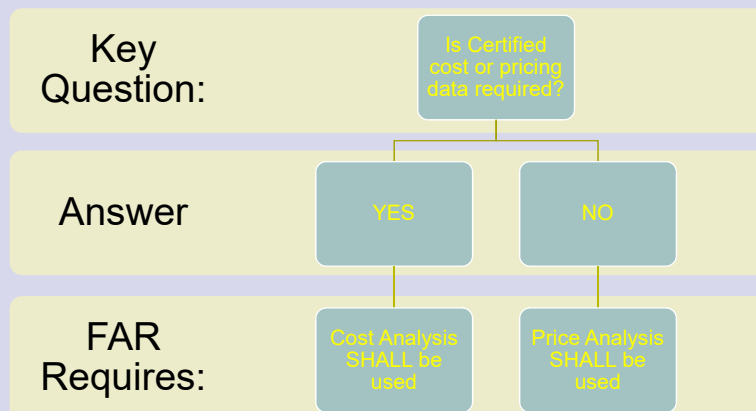 Key
Question:
Is Certified
cost or pricing
data required?
Answer
YES
NO
FAR
Requires:
Cost Analysis
SHALL be
used
Price Analysis
SHALL be
used